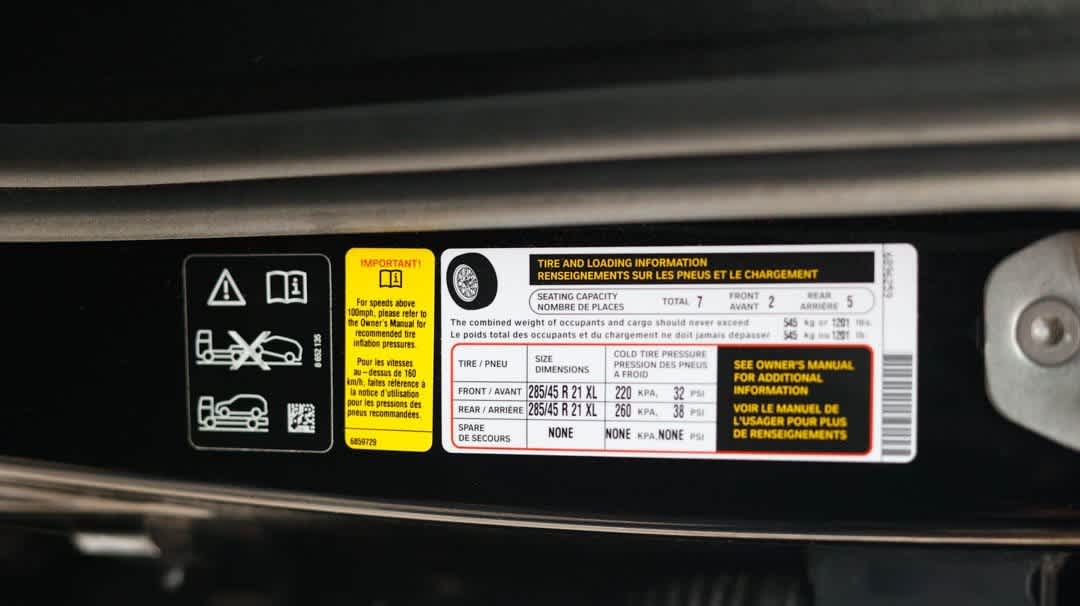 8 652 135
IMPORTANT!
For speeds above
100mph, please refer to
the Owner's Manual for
recommended tire
inflation pressures.
Pour les vitesses
au-dessus de 160
km/h, faites référence à
la notice d'utilisation
pour les pressions des
pneus recommandées.
6859729
TIRE AND LOADING INFORMATION
RENSEIGNEMENTS SUR LES PNEUS ET LE CHARGEMENT
SEATING CAPACITY
NOMBRE DE PLACES
TOTAL 7
FRONT
AVANT 2
REAR
ARRIÈRE 5
The combined weight of occupants and cargo should never exceed 545 kg or 1201 lbs.
Le poids total des occupants et du chargement ne doit jamais dépasser 545 kg ou 1201 lb.
TIRE / PNEU
SIZE
DIMENSIONS
COLD TIRE PRESSURE
PRESSION DES PNEUS
A FROID
FRONT / AVANT 285/45 R 21 XL 220 KPA, 32 PSI
REAR / ARRIÈRE 285/45 R 21 XL 260 KPA, 38 PSI
SPARE
DE SECOURS
NONE NONE KPA, NONE PSI
SEE OWNER'S MANUAL
FOR ADDITIONAL
INFORMATION
VOIR LE MANUEL DE
L'USAGER POUR PLUS
DE RENSEIGNEMENTS